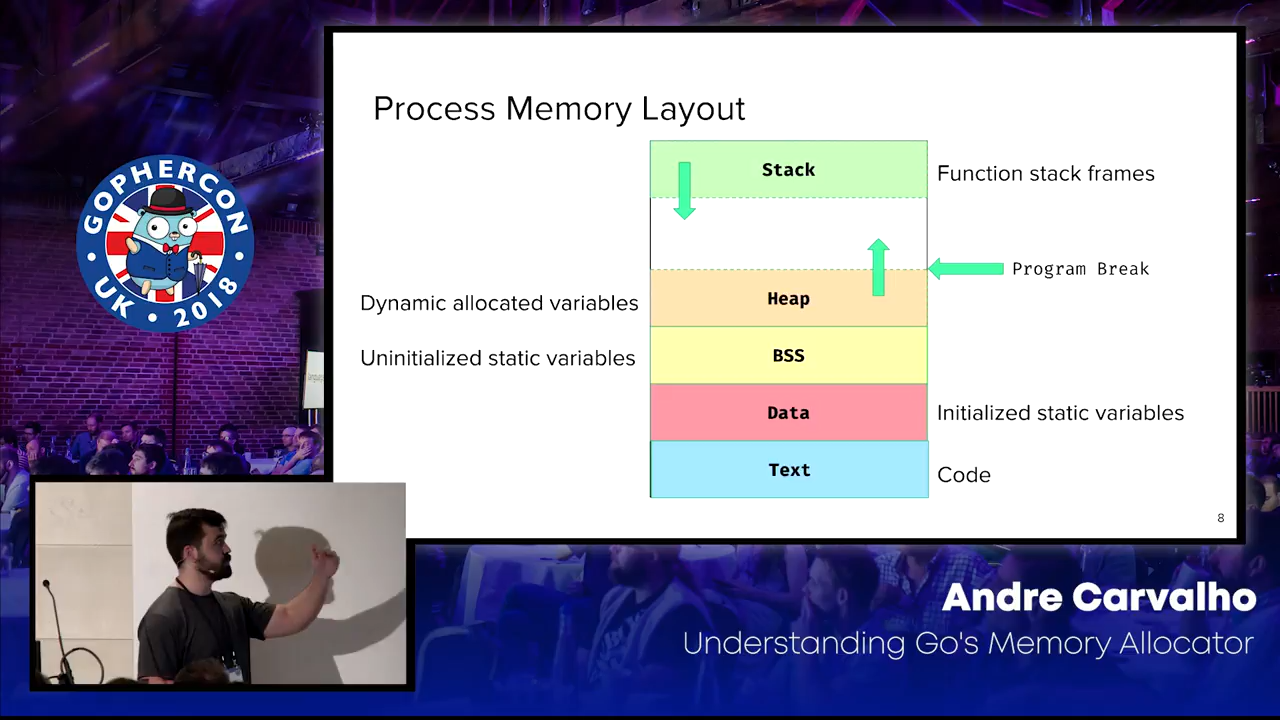 Process Memory Layout
Stack
Function stack frames
Program Break
Dynamic allocated variables
Heap
Uninitialized static variables
BSS
Data
Initialized static variables
Text
Code
8
GOPHERCON
UK • 2018
Andre Carvalho
Understanding Go's Memory Allocator